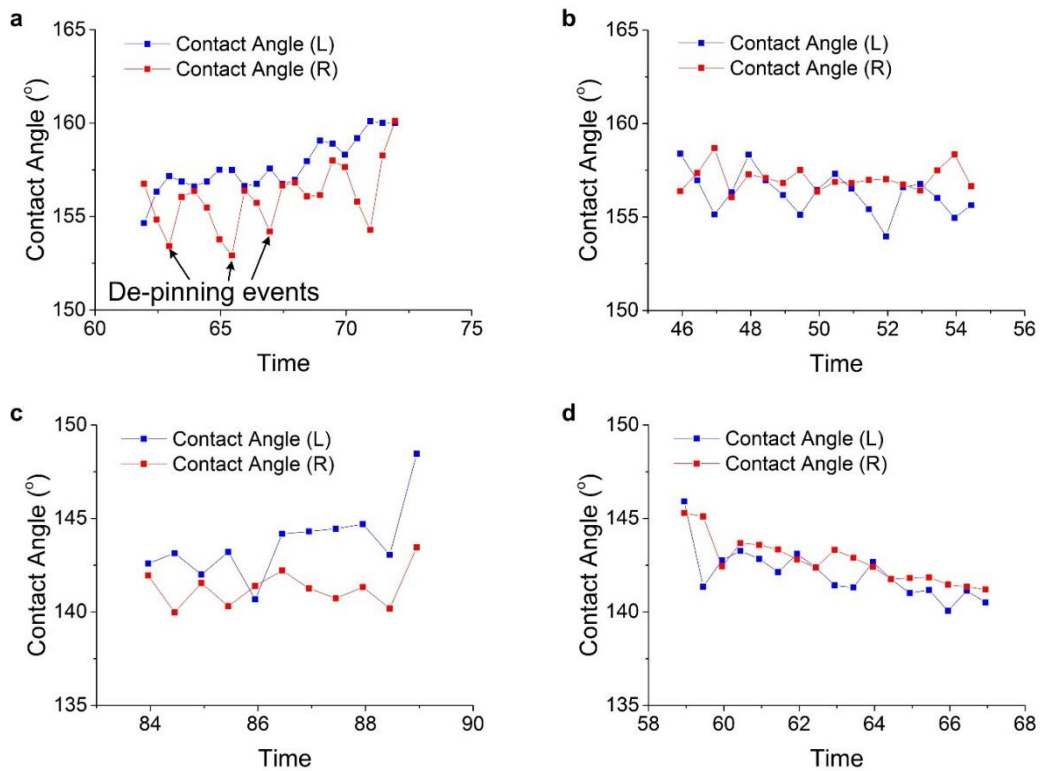 a
Contact Angle (L)
Contact Angle (R)
Contact Angle (°)
165
160
155
150
De-pinning events
60 65 70 75
Time
b
Contact Angle (L)
Contact Angle (R)
Contact Angle (°)
165
160
155
150
46 48 50 52 54 56
Time
c
Contact Angle (L)
Contact Angle (R)
Contact Angle (°)
150
145
140
135
84 86 88 90
Time
d
Contact Angle (L)
Contact Angle (R)
Contact Angle (°)
150
145
140
135
58 60 62 64 66 68
Time